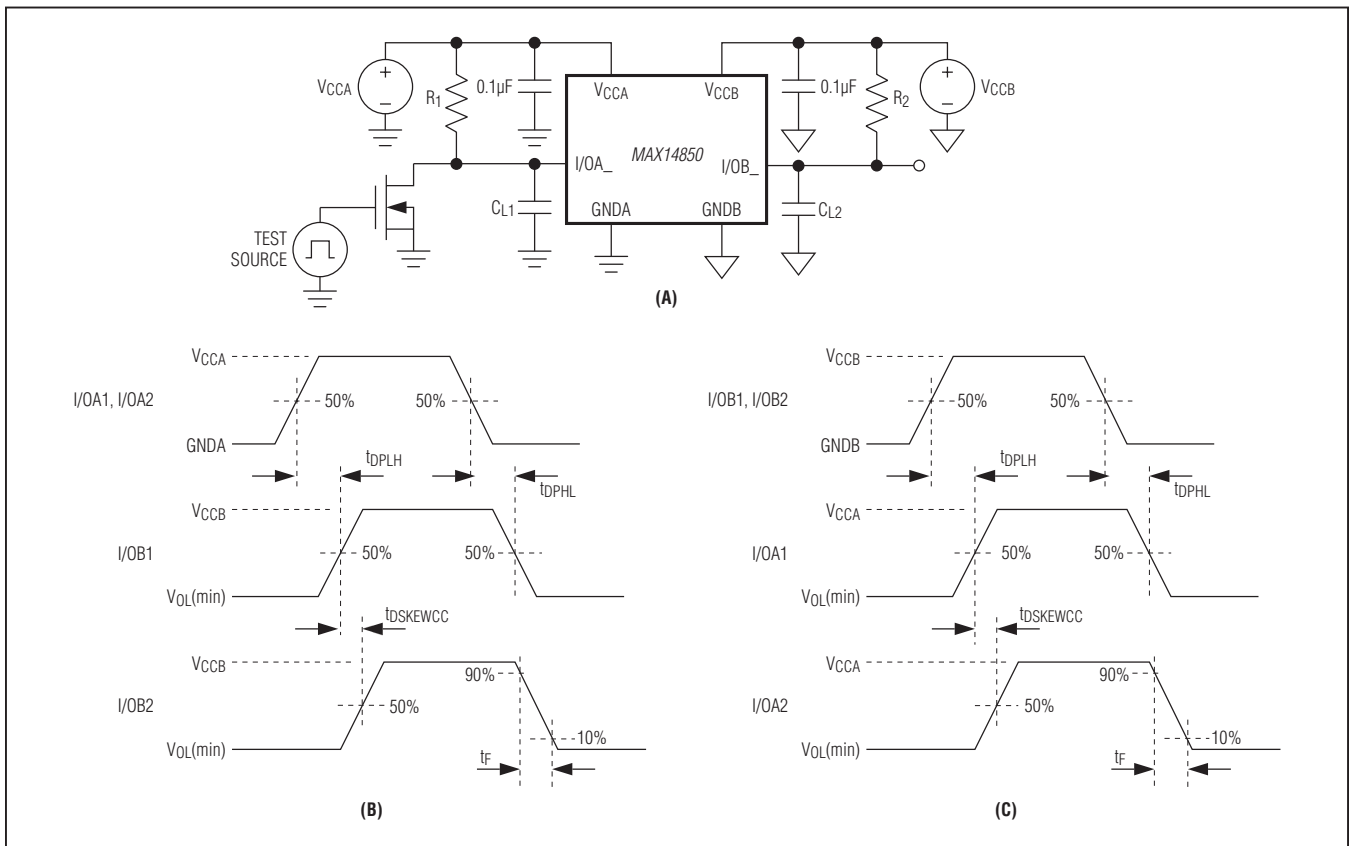 VCCA
R1
0.1µF
VCCA
VCCB
0.1µF
R2
VCCB
I/OA_
MAX14850
I/OB_
CL1
GNDA
GNDB
CL2
TEST
SOURCE
(A)
VCCA
I/OA1, I/OA2
50%
50%
GNDA
tDPLH
tDPHL
VCCB
I/OB1
50%
50%
VOL(min)
tDSKEWCC
VCCB
90%
I/OB2
50%
10%
VOL(min)
tF
(B)
VCCB
I/OB1, I/OB2
50%
50%
GNDB
tDPLH
tDPHL
VCCA
I/OA1
50%
50%
VOL(min)
tDSKEWCC
VCCA
90%
I/OA2
50%
10%
VOL(min)
tF
(C)